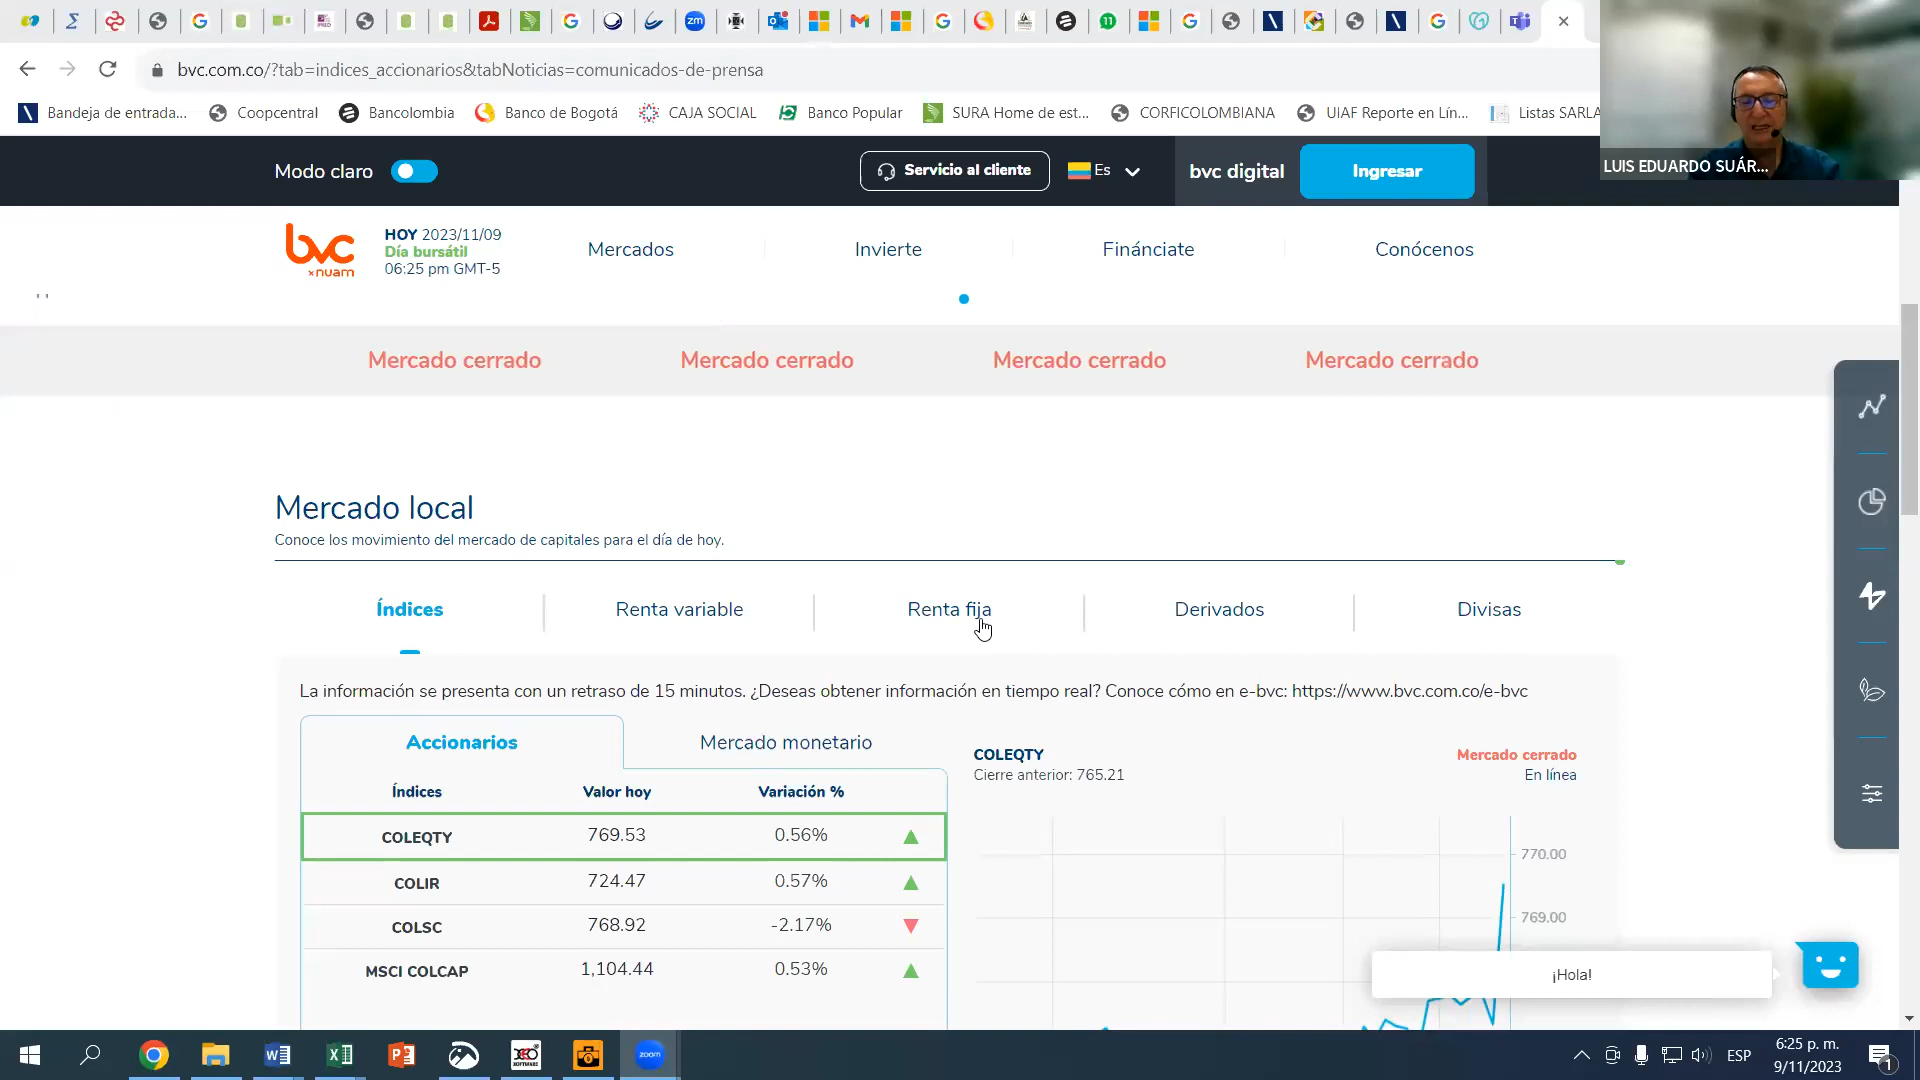 bvc.com.co/?tab=indices_accionarios&tabNoticias=comunicados-de-prensa
Bandeja de entrada...
Coopcentral
Bancolombia
Banco de Bogotá
CAJA SOCIAL
Banco Popular
SURA Home de est...
CORFICOLOMBIANA
UIAF Reporte en Lín...
Listas SARLA
LUIS EDUARDO SUÁR...
Modo claro
Servicio al cliente
Es
bvc digital
Ingresar
bvc
x nuam
HOY 2023/11/09
Día bursátil
06:25 pm GMT-5
Mercados
Invierte
Fináncíate
Conócenos
Mercado cerrado
Mercado cerrado
Mercado cerrado
Mercado cerrado
Mercado local
Conoce los movimiento del mercado de capitales para el día de hoy.
Índices
Renta variable
Renta fija
Derivados
Divisas
La información se presenta con un retraso de 15 minutos. ¿Deseas obtener información en tiempo real? Conoce cómo en e-bvc: https://www.bvc.com.co/e-bvc
Accionarios
Mercado monetario
Índices Valor hoy Variación %
COLEQTY 769.53 0.56%
COLIR 724.47 0.57%
COLSC 768.92 -2.17%
MSCI COLCAP 1,104.44 0.53%
COLEQTY
Cierre anterior: 765.21
Mercado cerrado
En línea
770.00
769.00
¡Hola!
zoom
ESP
6:25 p. m.
9/11/2023
1